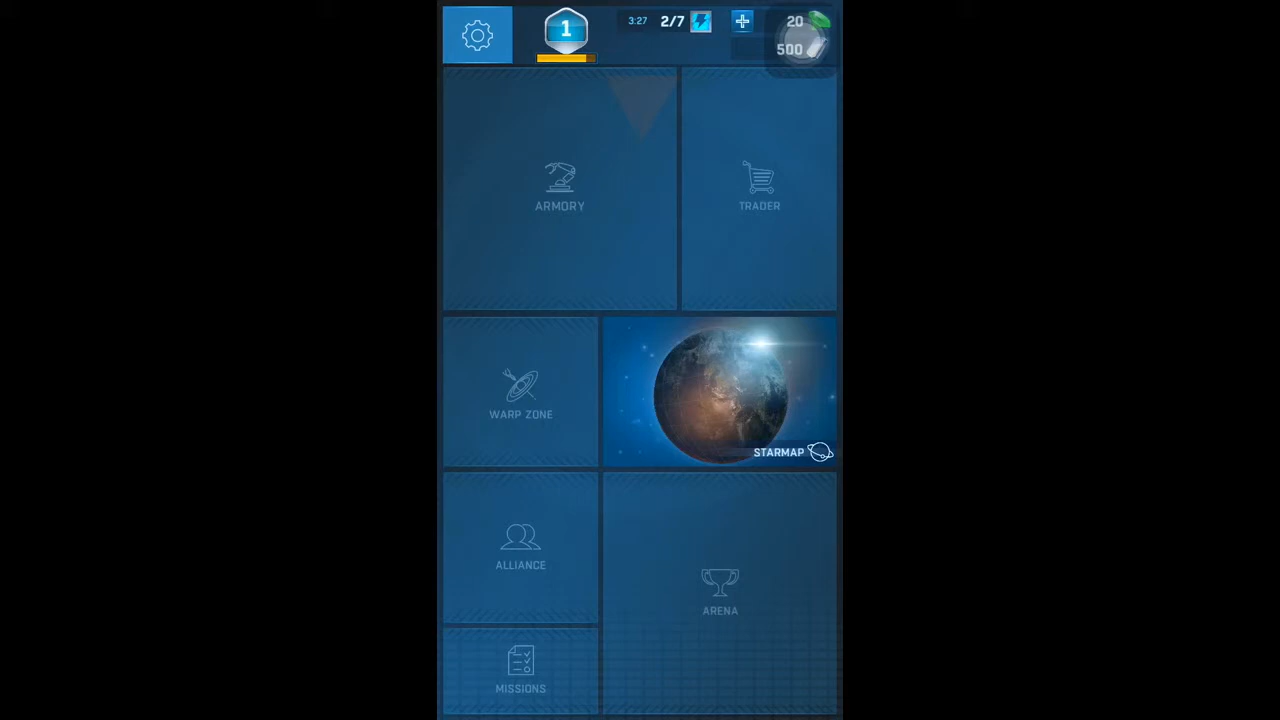 1
3:27 2/7
20
500
ARMORY
TRADER
WARP ZONE
STARMAP
ALLIANCE
ARENA
MISSIONS